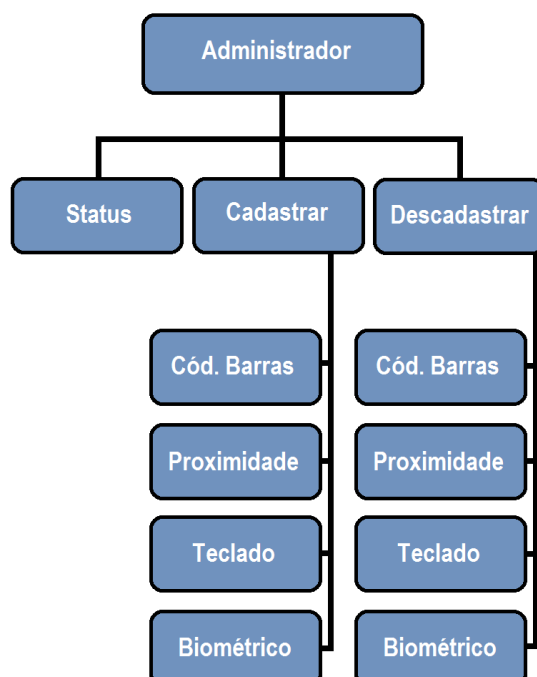 Administrador
Status
Cadastrar
Descadastrar
Cód. Barras
Cód. Barras
Proximidade
Proximidade
Teclado
Teclado
Biométrico
Biométrico